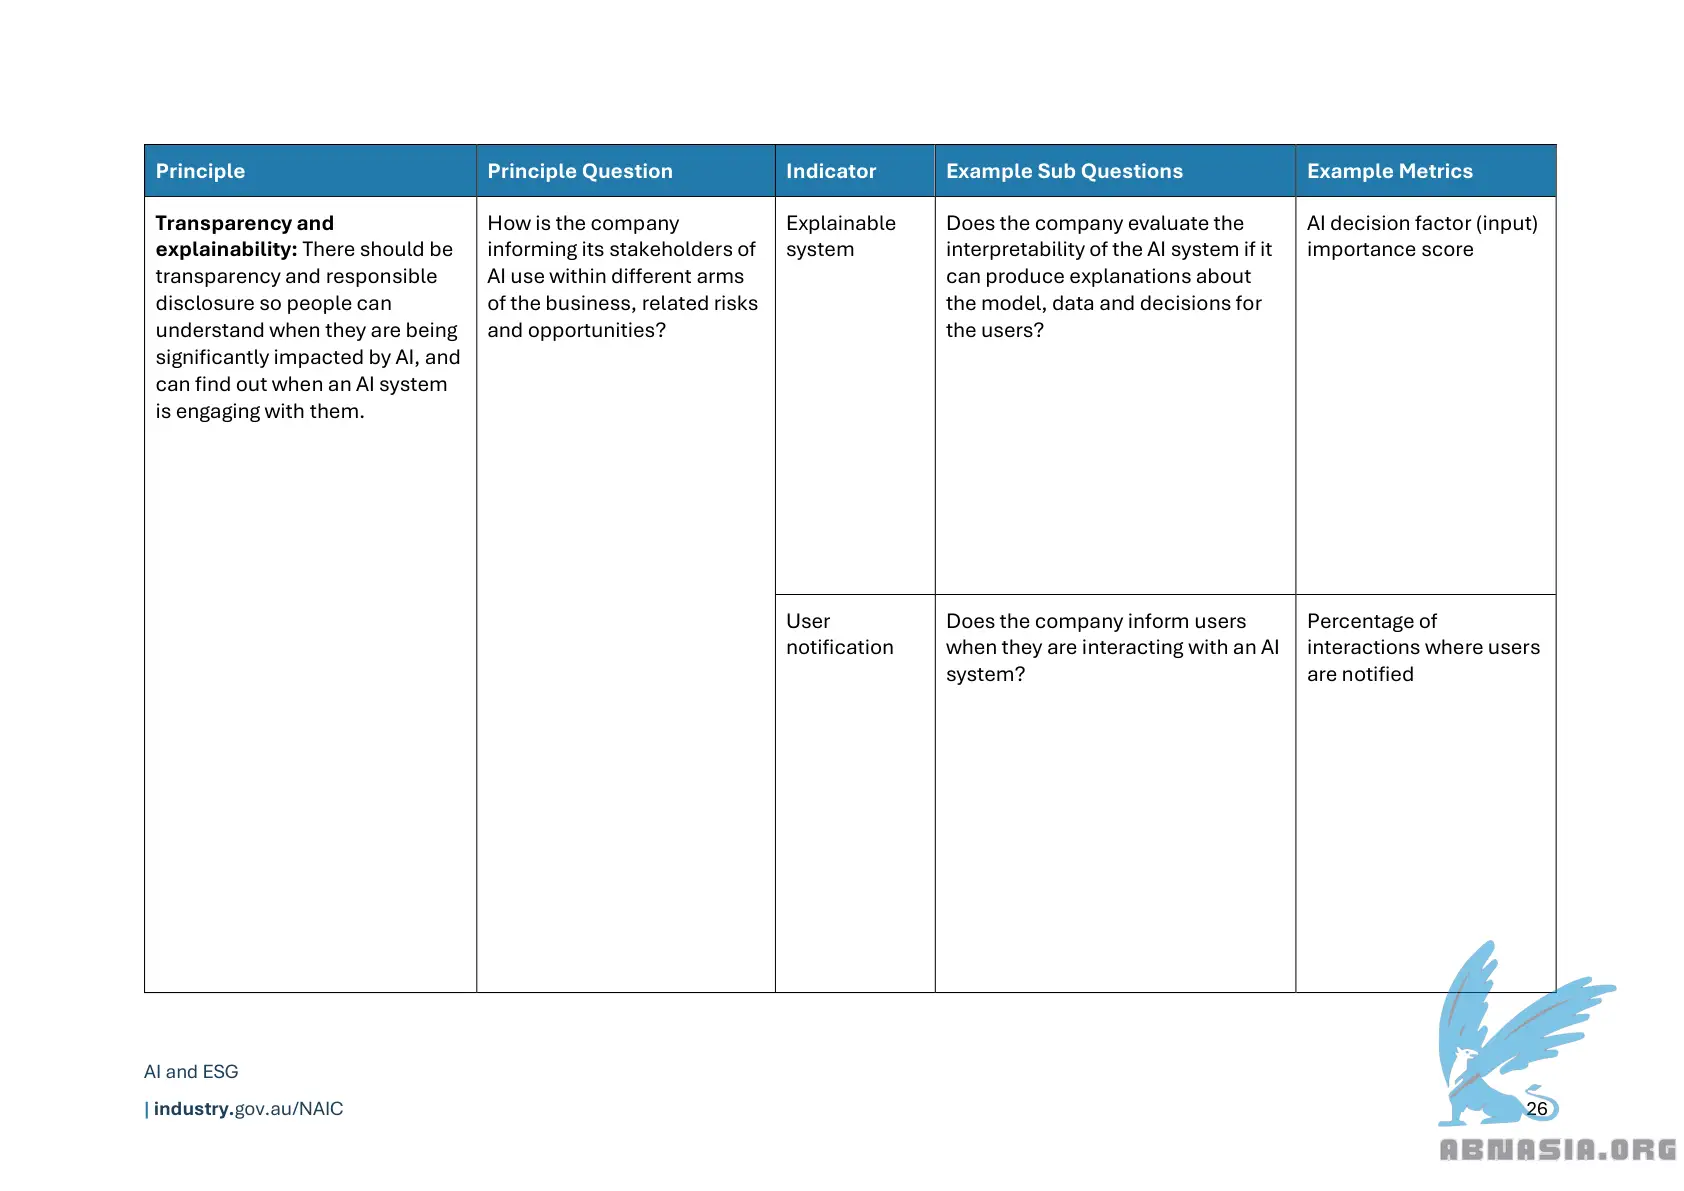 Principle
Principle Question
Indicator
Example Sub Questions
Example Metrics
Transparency and
explainability: There should be
transparency and responsible
disclosure so people can
understand when they are being
significantly impacted by AI, and
can find out when an AI system
is engaging with them.
How is the company
informing its stakeholders of
AI use within different arms
of the business, related risks
and opportunities?
Explainable
system
Does the company evaluate the
interpretability of the AI system if it
can produce explanations about
the model, data and decisions for
the users?
AI decision factor (input)
importance score
User
notification
Does the company inform users
when they are interacting with an AI
system?
Percentage of
interactions where users
are notified
AI and ESG
| industry.gov.au/NAIC
26
ABNASIA.ORG